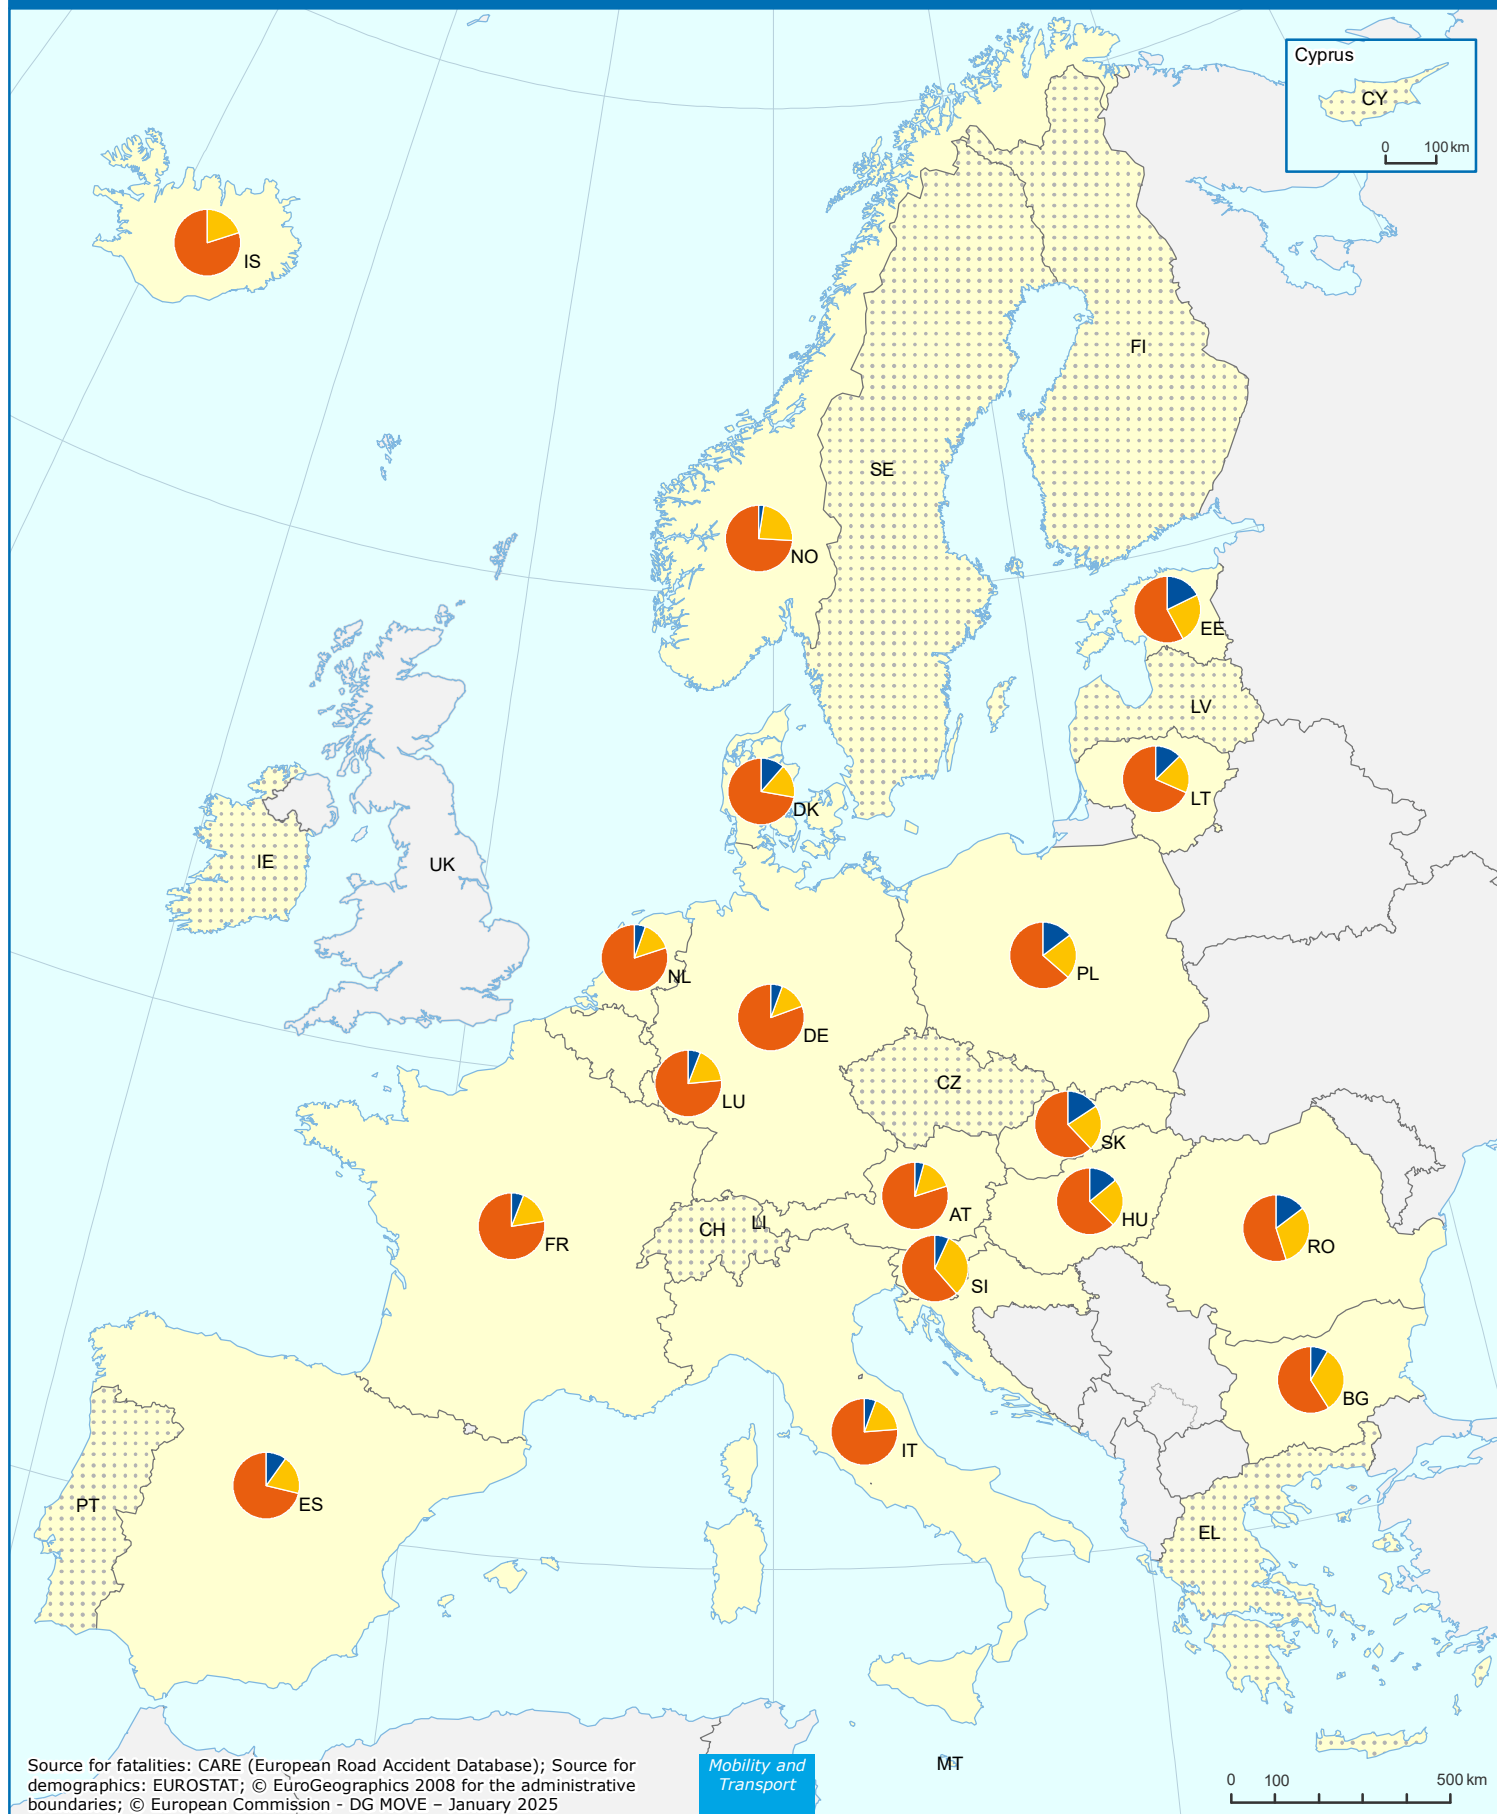 Cyprus
CY
0 100 km
IS
FI
SE
NO
EE
LV
LT
DK
IE
UK
NL
PL
DE
CZ
LU
SK
AT
HU
CH
LI
FR
RO
SI
BG
IT
PT
ES
EL
MT
Source for fatalities: CARE (European Road Accident Database); Source for
demographics: EUROSTAT; © EuroGeographics 2008 for the administrative
boundaries; © European Commission - DG MOVE – January 2025
Mobility and
Transport
0 100 500 km